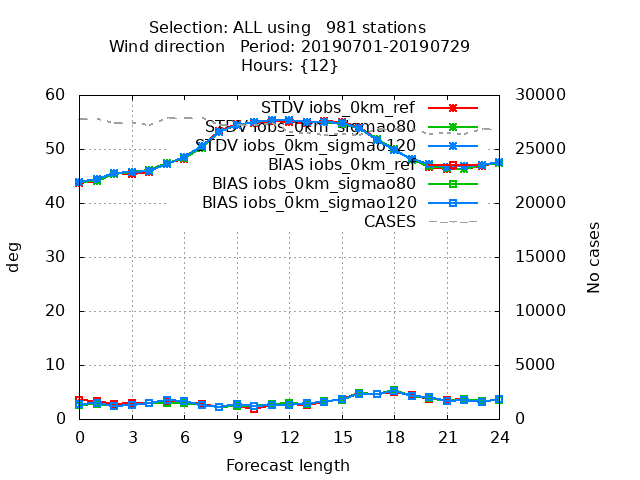 Selection: ALL using   981 stations
Wind direction   Period: 20190701-20190729
Hours: {12}
60 30000
STDV iobs_0km_ref
STDV iobs_0km_sigmao80
50 25000
STDV iobs_0km_sigmao120
BIAS iobs_0km_ref
BIAS iobs_0km_sigmao80
40 20000
BIAS iobs_0km_sigmao120
CASES
deg
No cases
30 15000
20 10000
10 5000
0 0
0 3 6 9 12 15 18 21 24
Forecast length